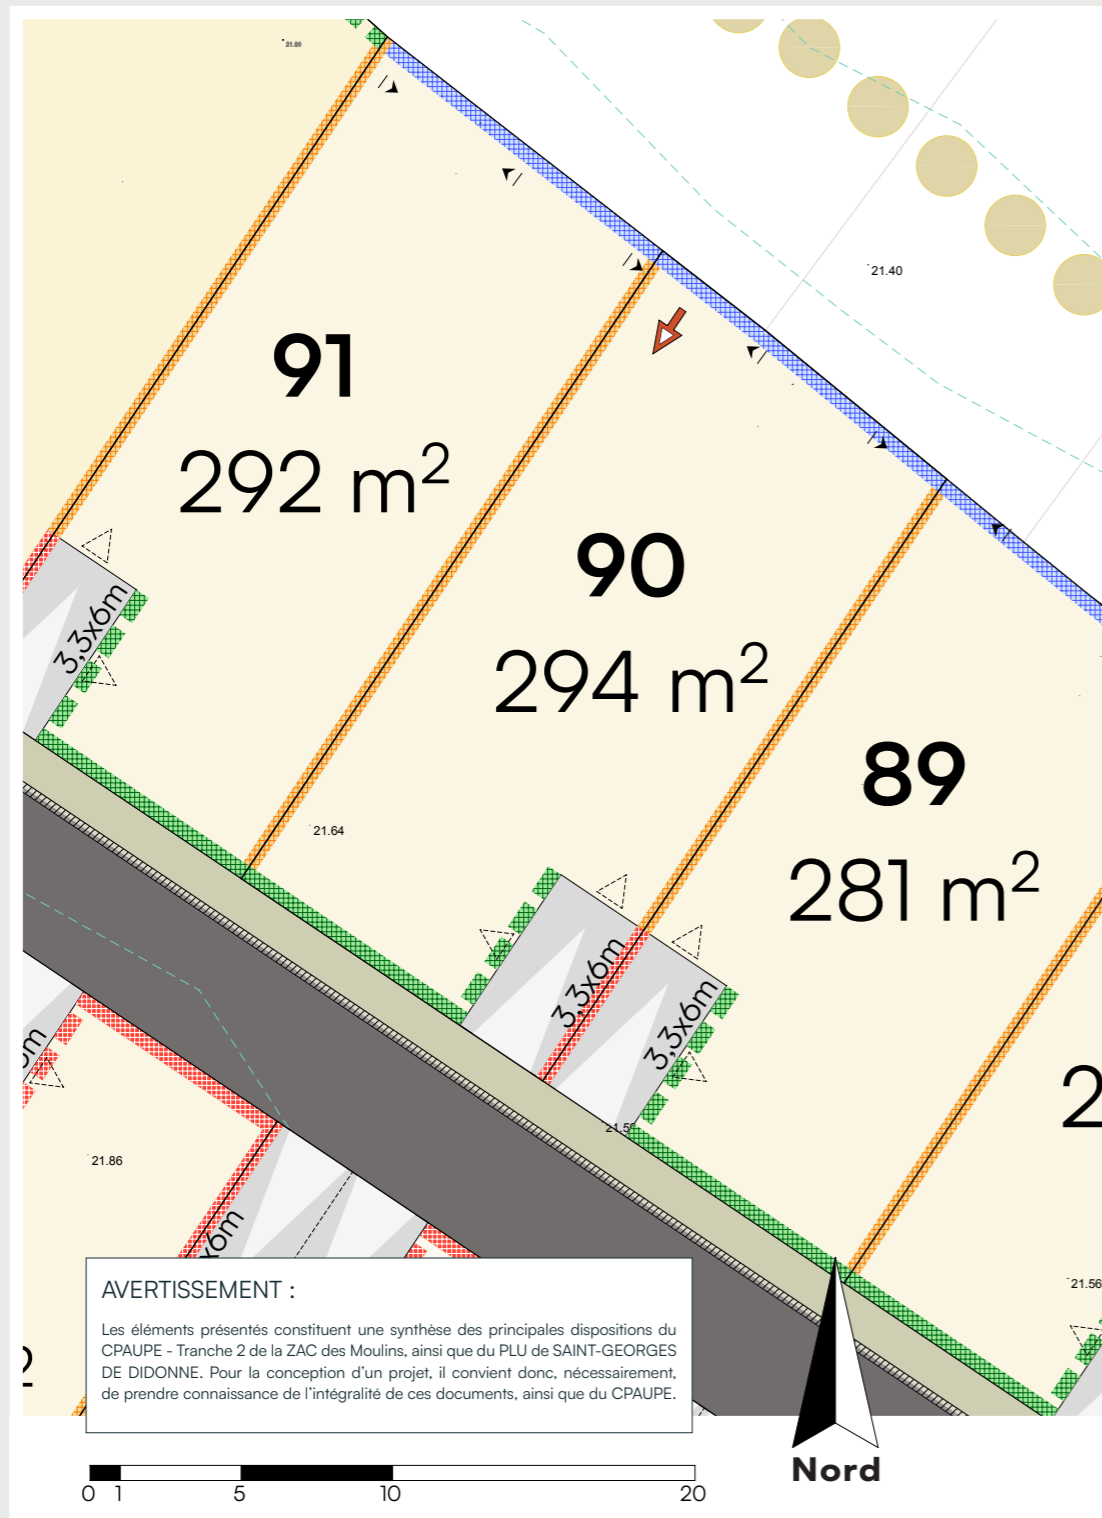 21.40
91
292 m²
90
294 m²
3,3x6m
89
281 m²
21.64
3,3x6m
3,3x6m
21.86
21.56
AVERTISSEMENT :
Les éléments présentés constituent une synthèse des principales dispositions du
CPAUPE - Tranche 2 de la ZAC des Moulins, ainsi que du PLU de SAINT-GEORGES
DE DIDONNE. Pour la conception d'un projet, il convient donc, nécessairement,
de prendre connaissance de l'intégralité de ces documents, ainsi que du CPAUPE.
Nord
0 1 5 10 20